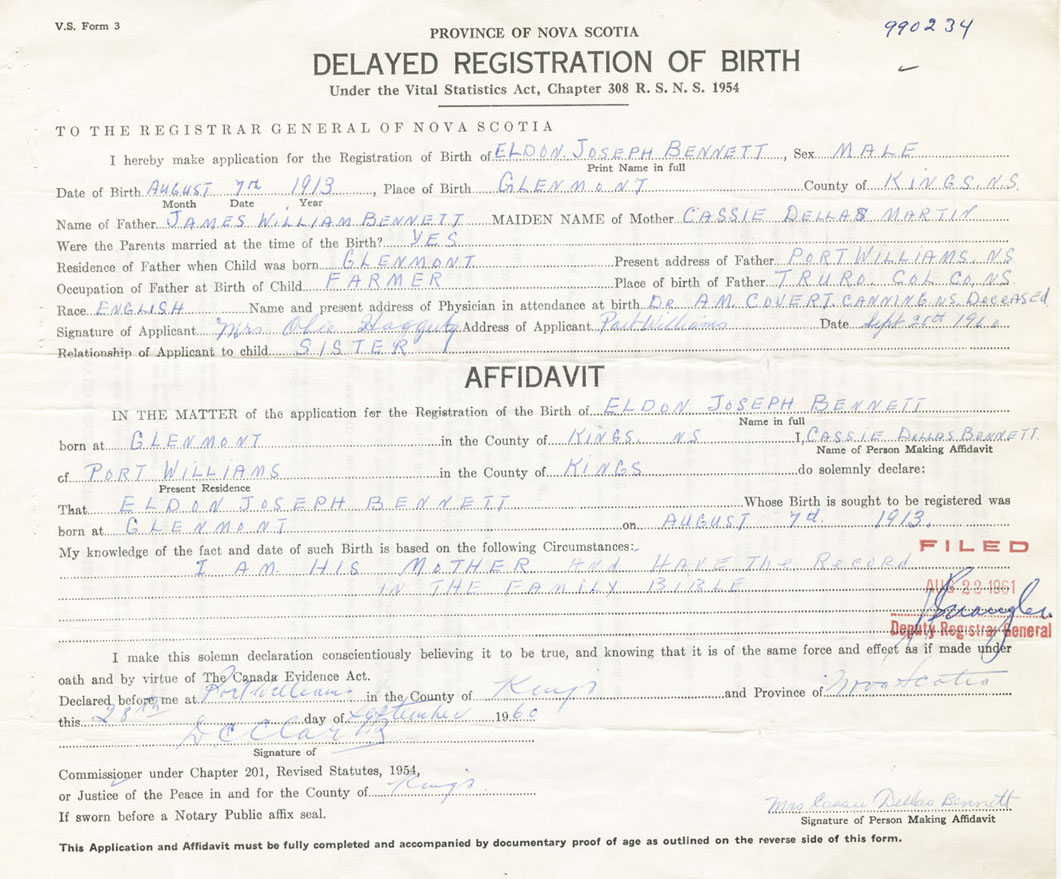 V.S. Form 3
990234
PROVINCE OF NOVA SCOTIA
DELAYED REGISTRATION OF BIRTH
Under the Vital Statistics Act, Chapter 308 R. S. N. S. 1954
TO THE REGISTRAR GENERAL OF NOVA SCOTIA
I hereby make application for the Registration of Birth of ELDON JOSEPH BENNETT, Sex MALE
Print Name in full
Date of Birth AUGUST 7TH 1913, Place of Birth GLENMONT County of KINGS. N.S.
Month Date Year
Name of Father JAMES WILLIAM BENNETT MAIDEN NAME of Mother CASSIE DELLAS MARTIN
Were the Parents married at the time of the Birth? YES
Residence of Father when Child was born GLENMONT Present address of Father PORT WILLIAMS. NS
Occupation of Father at Birth of Child FARMER Place of birth of Father TRURO. COL CO. NS.
Race ENGLISH Name and present address of Physician in attendance at birth DR. A.M. COVERT. CANNING NS. DECEASED
Signature of Applicant Mrs Obie Address of Applicant Port Williams Date Sept 28th 1960
Relationship of Applicant to child SISTER
AFFIDAVIT
IN THE MATTER of the application for the Registration of the Birth of ELDON JOSEPH BENNETT
Name in full
born at GLENMONT in the County of KINGS. NS I, CASSIE DELLAS BENNETT.
Name of Person Making Affidavit
of PORT WILLIAMS in the County of KINGS do solemnly declare:
Present Residence
That ELDON JOSEPH BENNETT Whose Birth is sought to be registered was
born at GLENMONT on AUGUST 7d. 1913.
My knowledge of the fact and date of such Birth is based on the following Circumstances:
FILED
I AM HIS MOTHER AND HAVE The Record
IN THE FAMILY BIBLE
AUG 23 1961
Deputy Registrar General
I make this solemn declaration conscientiously believing it to be true, and knowing that it is of the same force and effect as if made under
oath and by virtue of The Canada Evidence Act.
Declared before me at Port Williams in the County of Kings and Province of Nova Scotia
this 28th day of September 1960
D C Clark
Signature of
Commissioner under Chapter 201, Revised Statutes, 1954,
or Justice of the Peace in and for the County of Kings.
If sworn before a Notary Public affix seal.
Mrs Cassie Dellas Bennett
Signature of Person Making Affidavit
This Application and Affidavit must be fully completed and accompanied by documentary proof of age as outlined on the reverse side of this form.